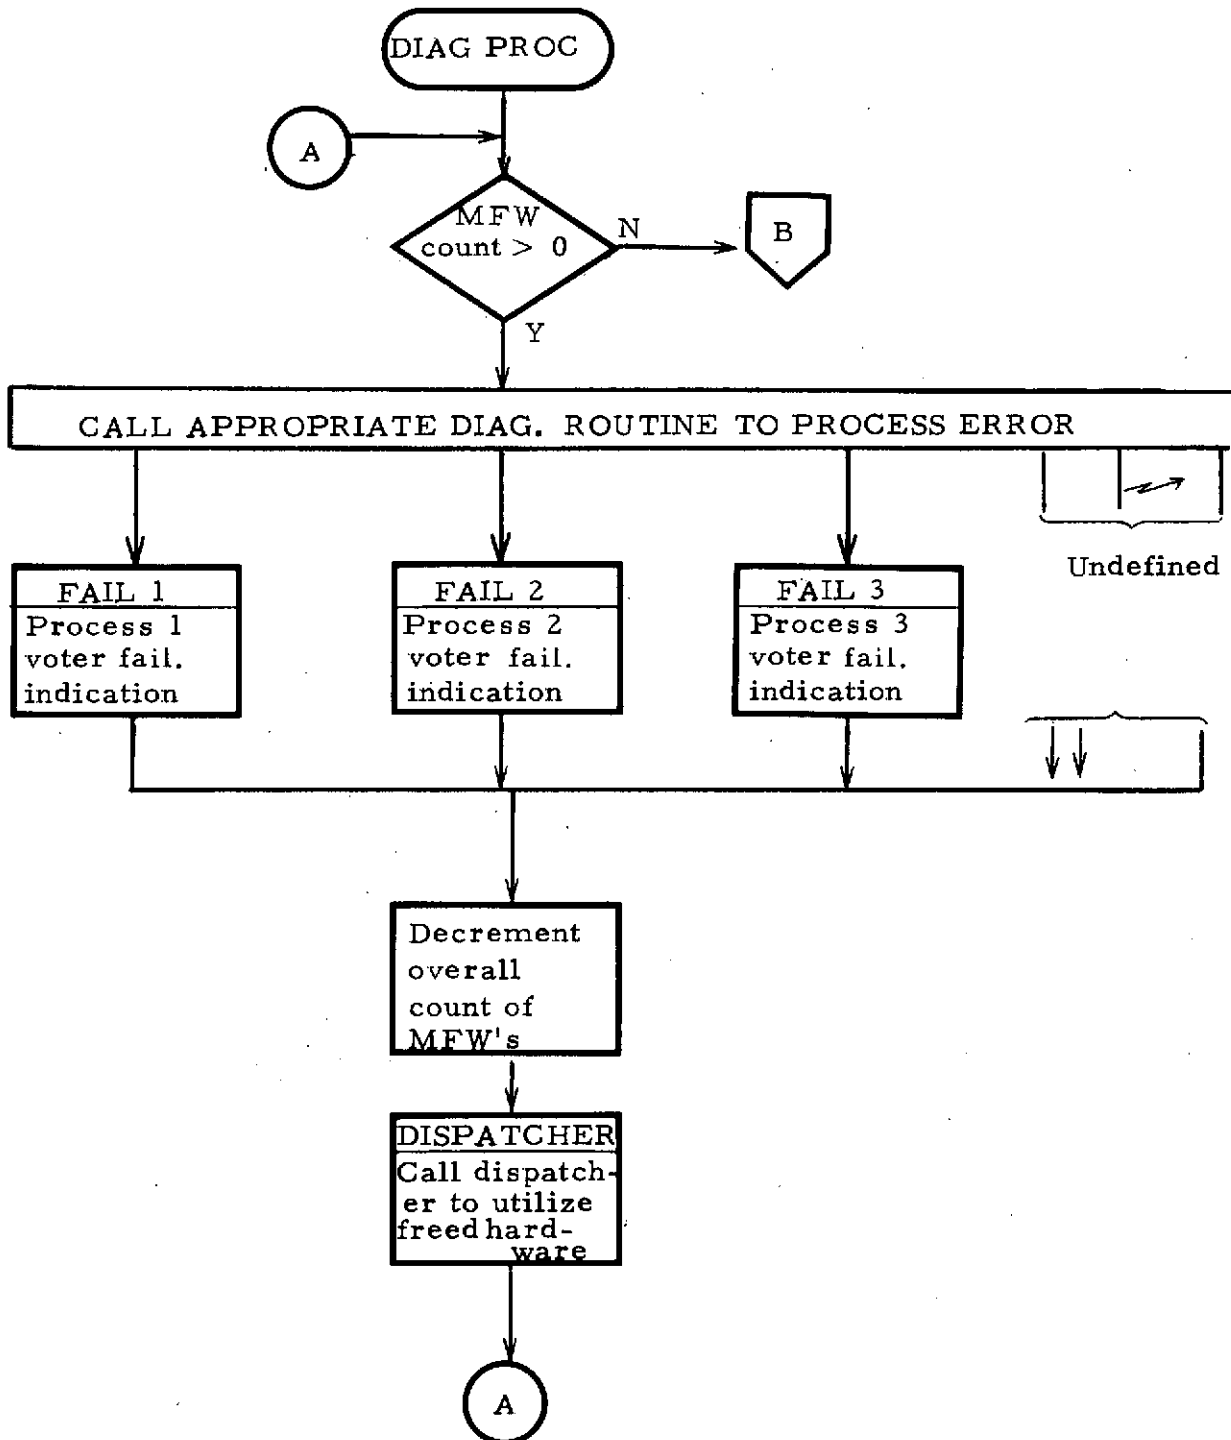 DIAG PROC
A
MFW
count > 0
N
B
Y
CALL APPROPRIATE DIAG. ROUTINE TO PROCESS ERROR
Undefined
FAIL 1
Process 1
voter fail.
indication
FAIL 2
Process 2
voter fail.
indication
FAIL 3
Process 3
voter fail.
indication
Decrement
overall
count of
MFW's
DISPATCHER
Call dispatch-
er to utilize
freed hard-
ware
A